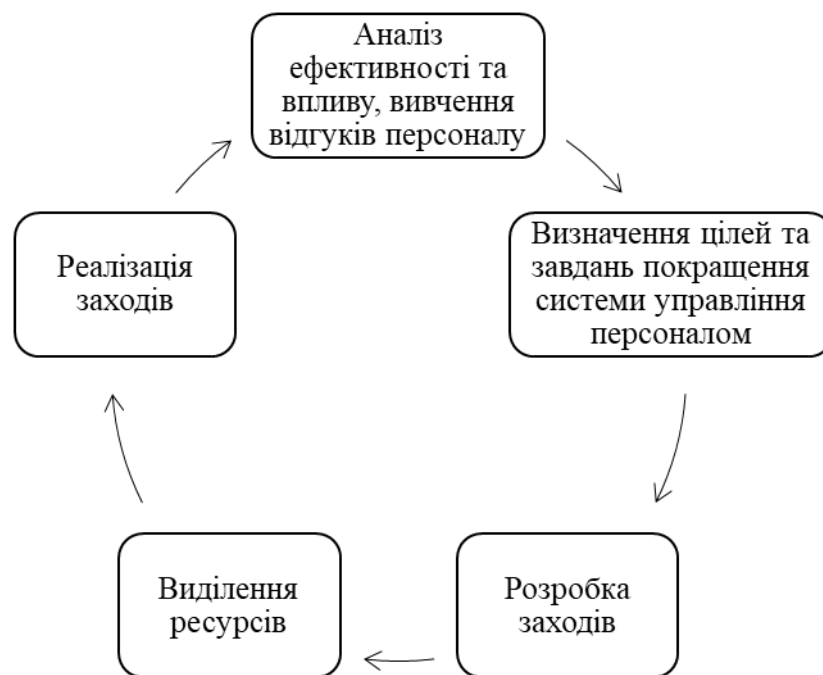 Аналіз
ефективності та
впливу, вивчення
відгуків персоналу
Визначення цілей та
завдань покращення
системи управління
персоналом
Розробка
заходів
Виділення
ресурсів
Реалізація
заходів